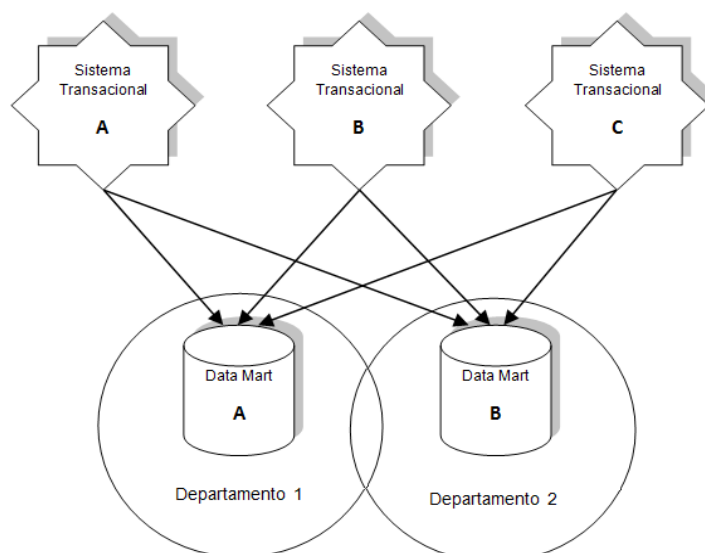 Sistema
Transacional
A
Sistema
Transacional
B
Sistema
Transacional
C
Data Mart
A
Departamento 1
Data Mart
B
Departamento 2